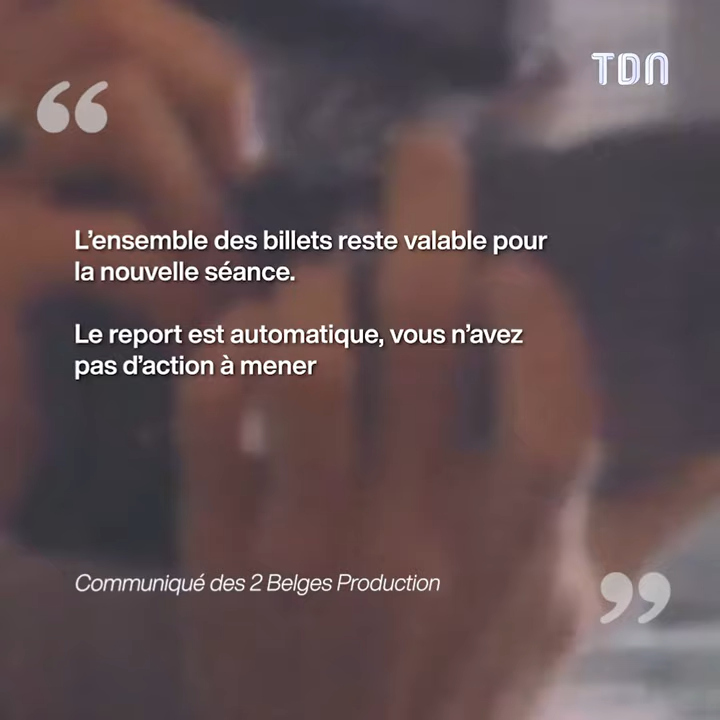 TDN
“
L’ensemble des billets reste valable pour
la nouvelle séance.
Le report est automatique, vous n’avez
pas d’action à mener
Communiqué des 2 Belges Production
”